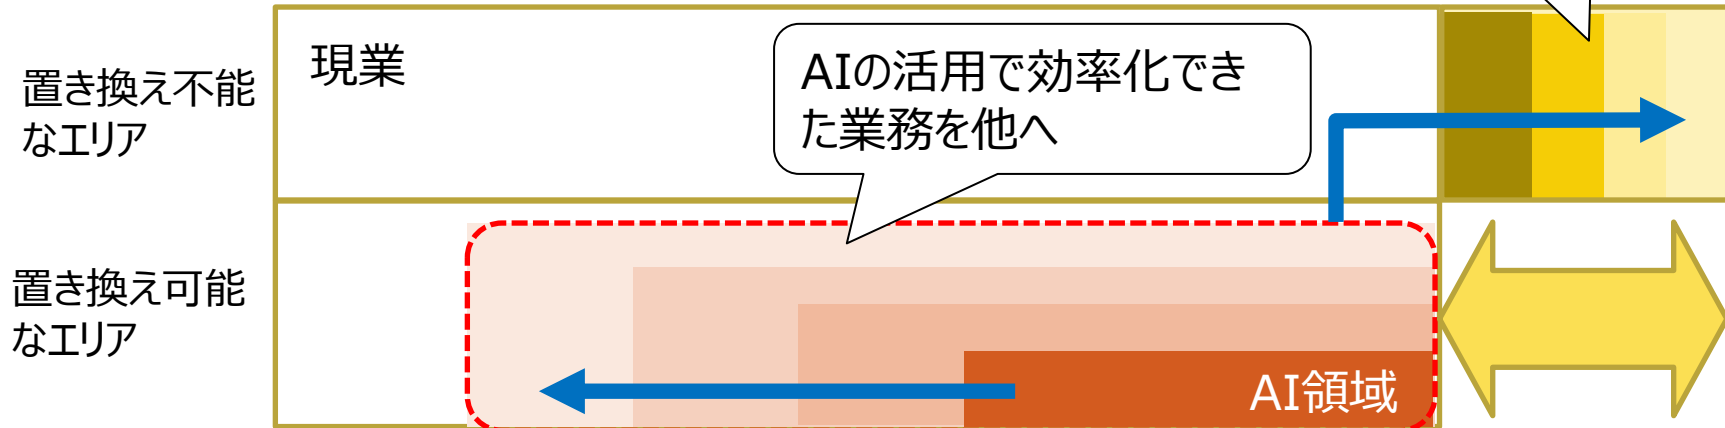 現業
AIの活用で効率化でき
た業務を他へ
置き換え不能
なエリア
置き換え可能
なエリア
AI領域